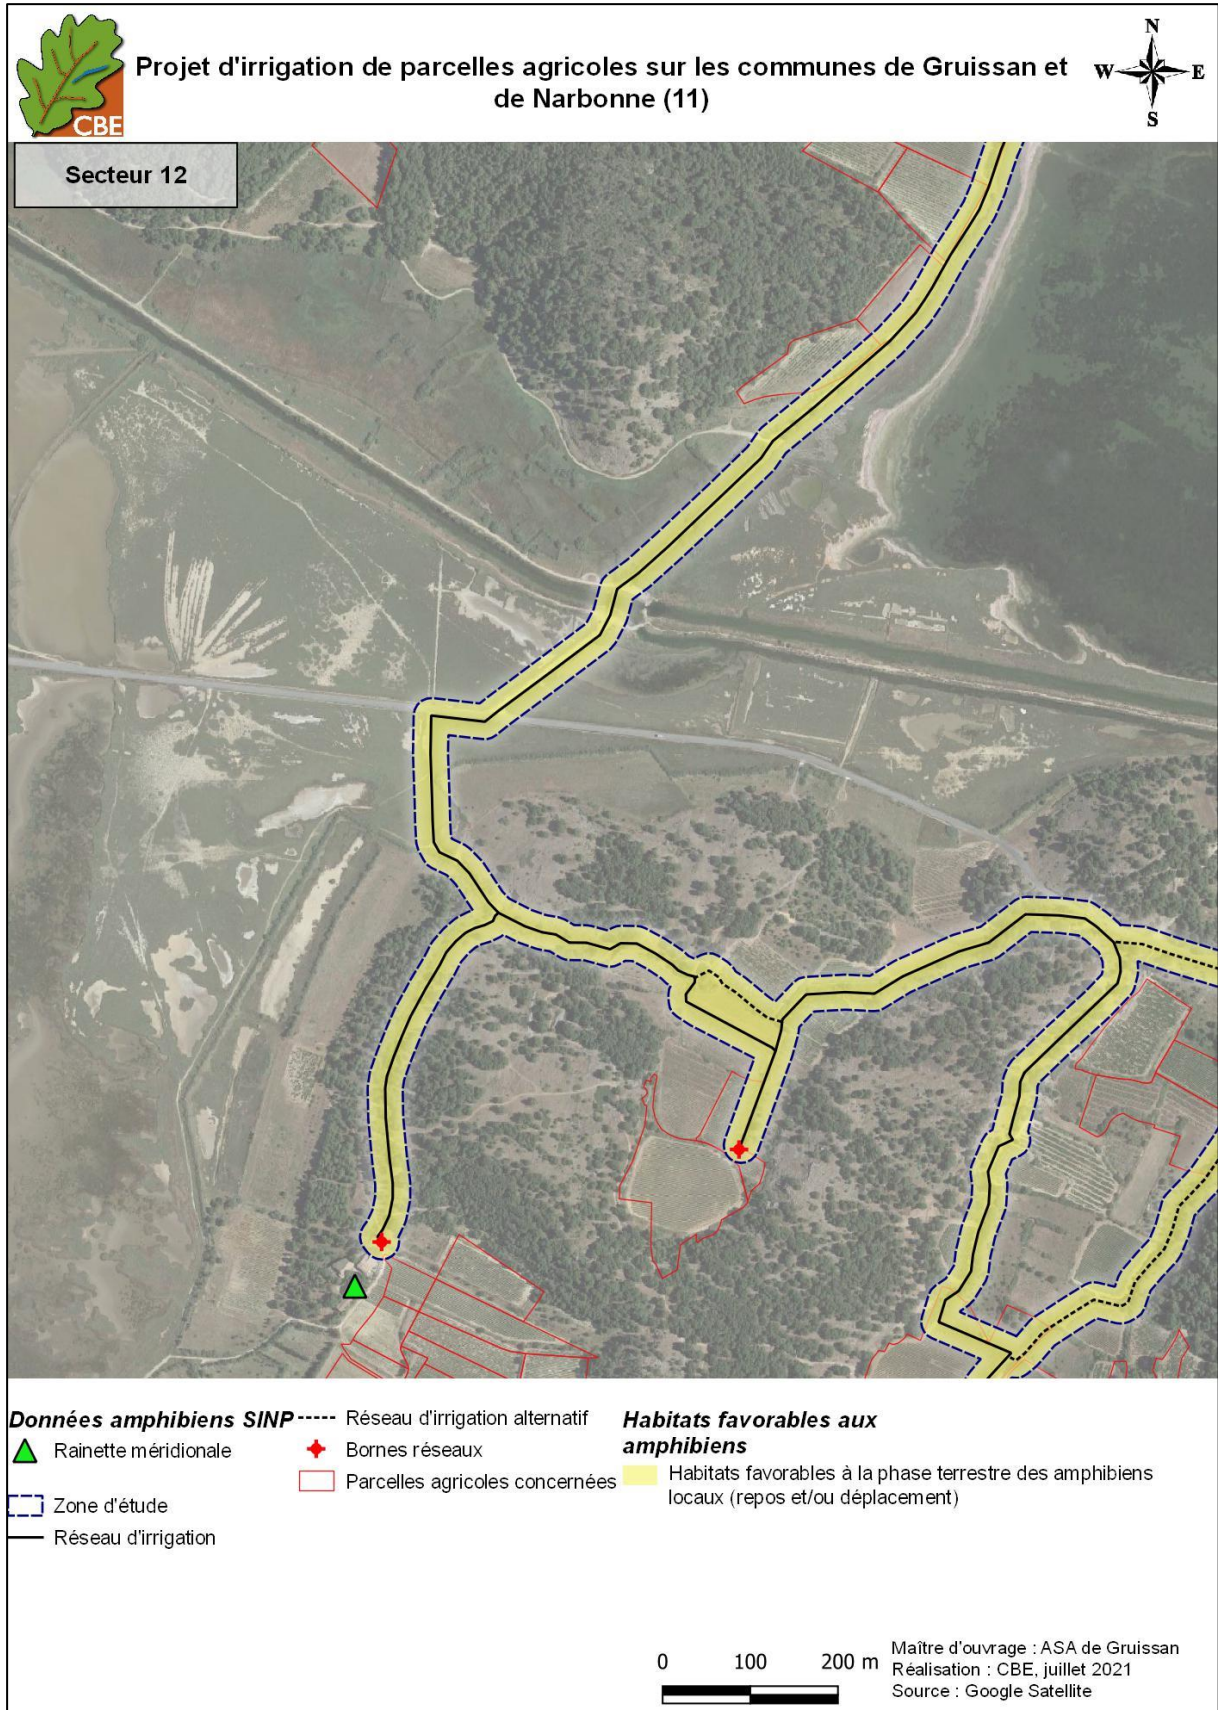 CBE
Projet d'irrigation de parcelles agricoles sur les communes de Gruissan et
de Narbonne (11)
N
W
E
S
Secteur 12
Données amphibiens SINP
Rainette méridionale
Zone d'étude
Réseau d'irrigation
Réseau d'irrigation alternatif
Bornes réseaux
Parcelles agricoles concernées
Habitats favorables aux
amphibiens
Habitats favorables à la phase terrestre des amphibiens
locaux (repos et/ou déplacement)
0 100 200 m
Maître d'ouvrage : ASA de Gruissan
Réalisation : CBE, juillet 2021
Source : Google Satellite